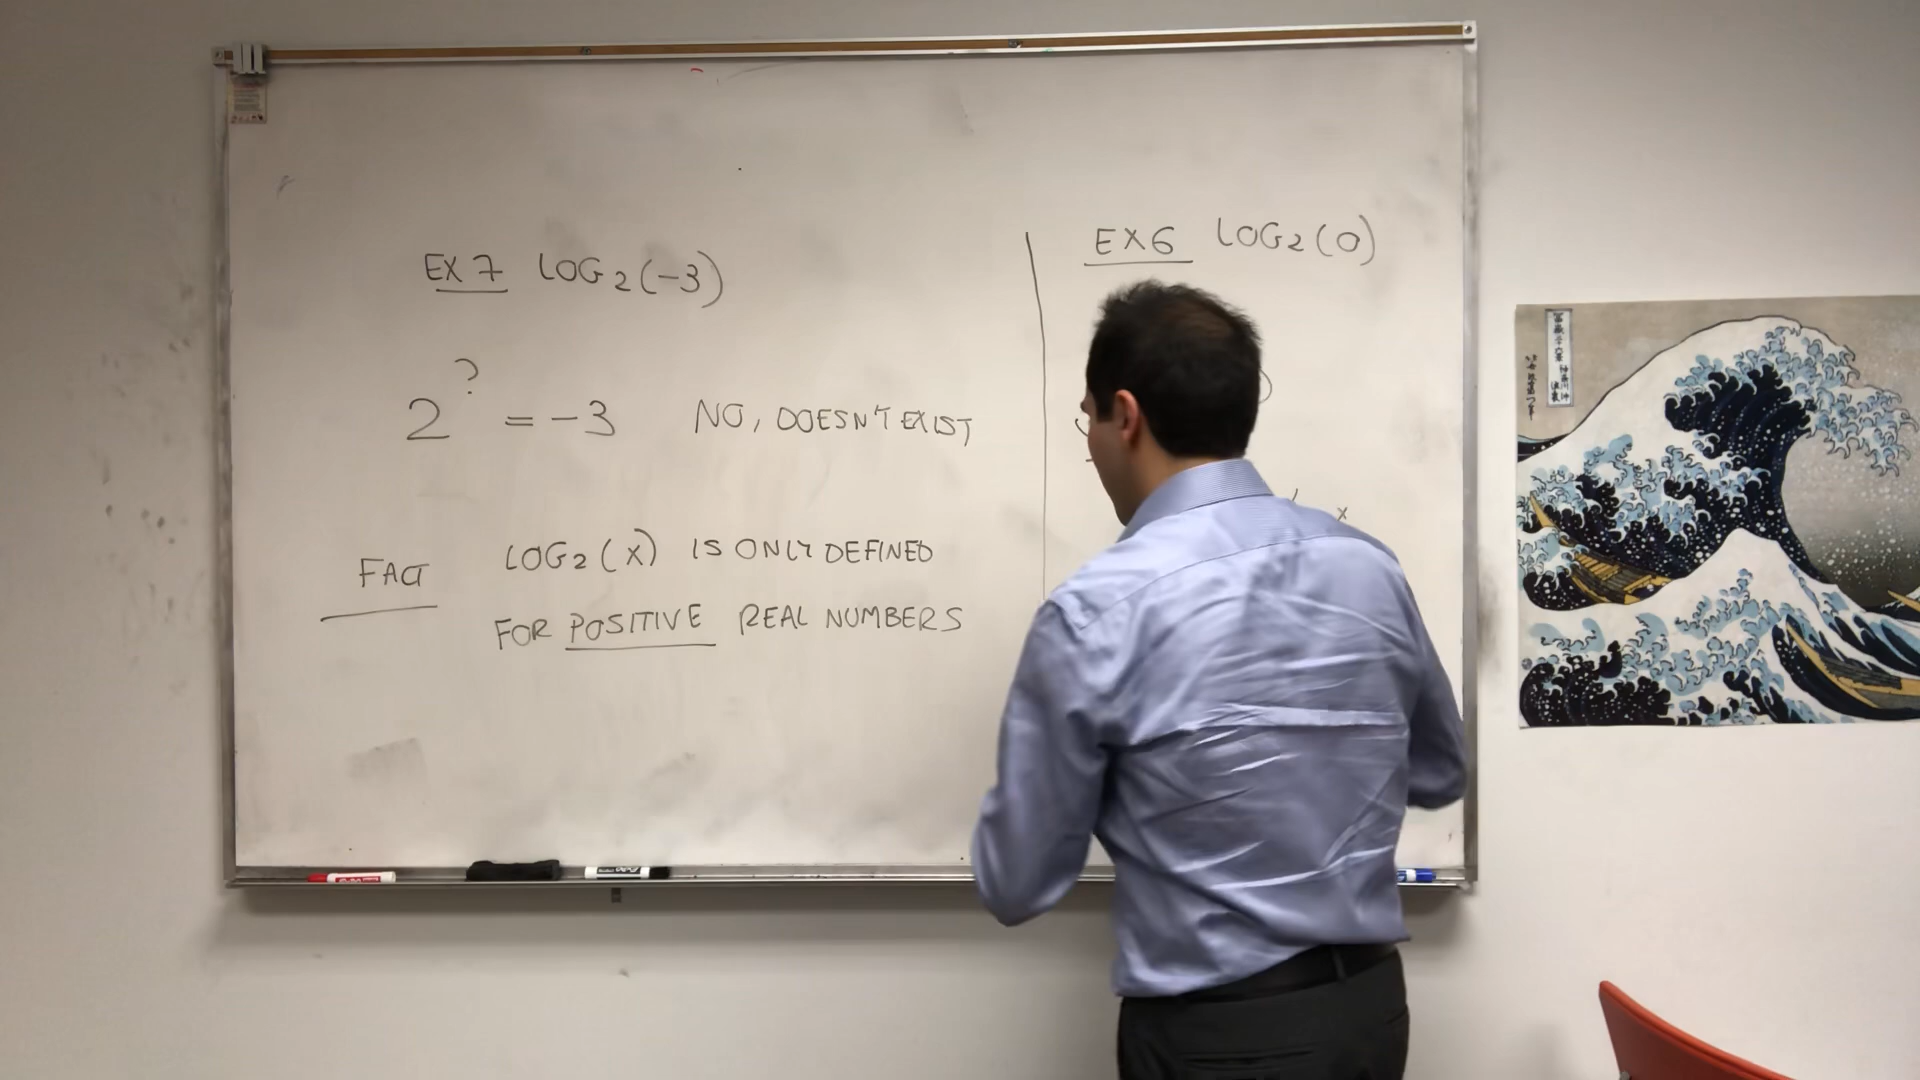 EX 7 LOG₂(-3)
2^? = -3 NO, DOESN'T EXIST
FACT LOG₂(X) IS ONLY DEFINED
FOR POSITIVE REAL NUMBERS
EX6 LOG₂(0)
x